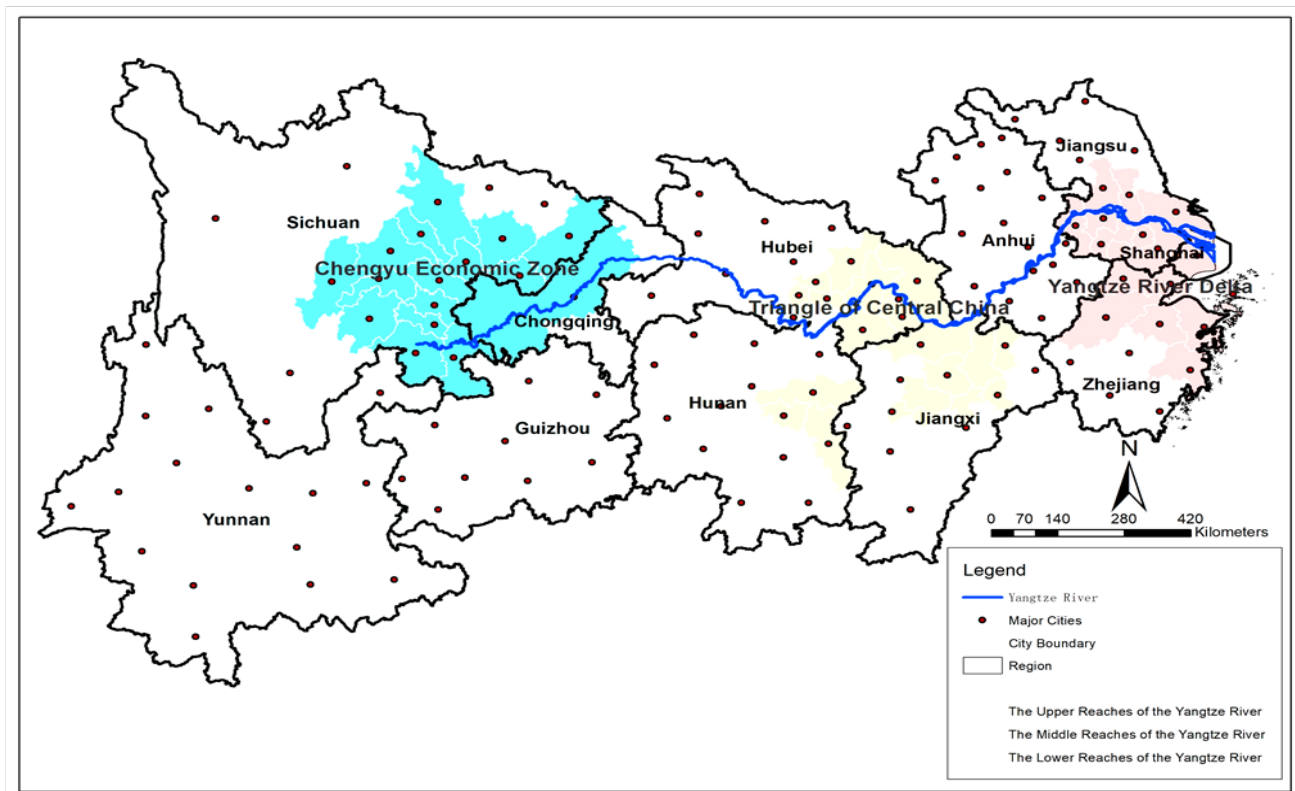 Jiangsu
Sichuan
Hubei
Anhui
Shanghai
Chengyu Economic Zone
Yangtze River Delta
Triangle of Central China
Chongqing
Zhejiang
Hunan
Jiangxi
Guizhou
N
Yunnan
0 70 140 280 420
Kilometers
Legend
Yangtze River
Major Cities
City Boundary
Region
The Upper Reaches of the Yangtze River
The Middle Reaches of the Yangtze River
The Lower Reaches of the Yangtze River